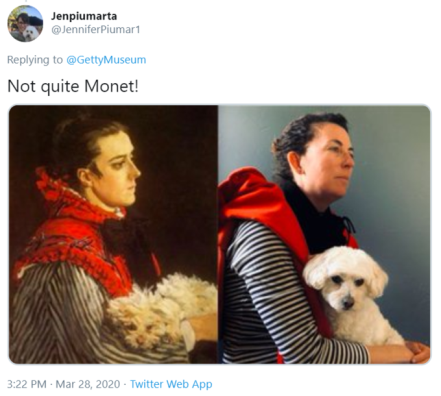 Jenpiumarta
@JenniferPiumar1
Replying to @GettyMuseum
Not quite Monet!
3:22 PM · Mar 28, 2020 · Twitter Web App